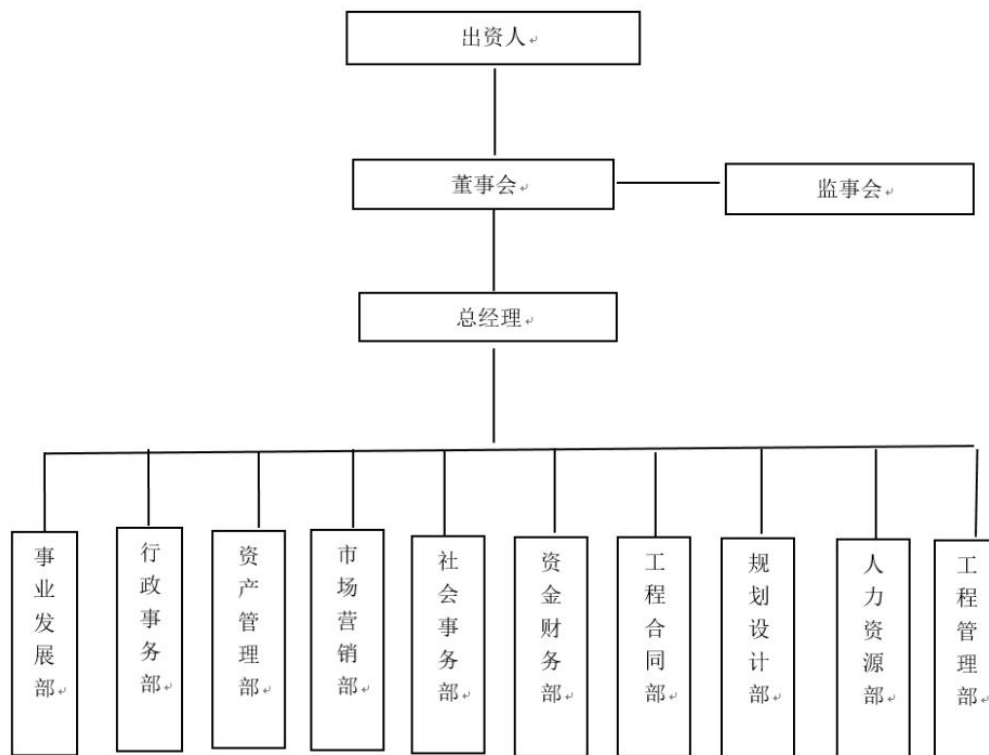 出资人
董事会
监事会
总经理
事业发展部
行政事务部
资产管理部
市场营销部
社会事务部
资金财务部
工程合同部
规划设计部
人力资源部
工程管理部